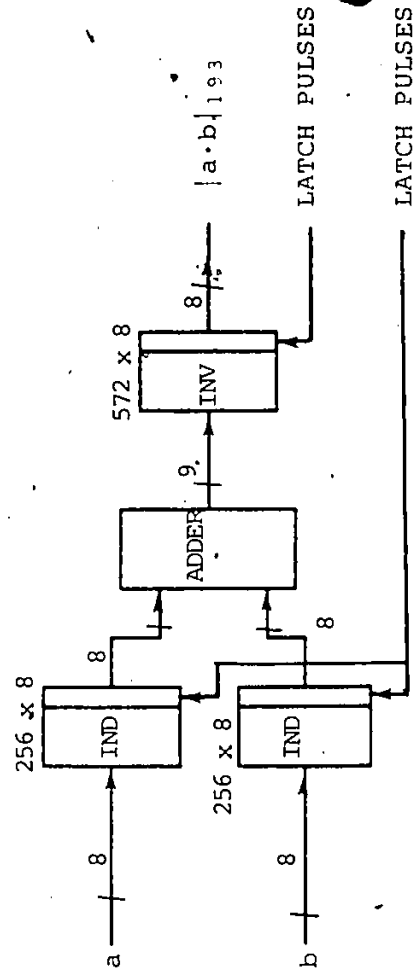 a
8
256 x 8
IND
8
ADDER
9
572 x 8
INV
8
|a·b|193
LATCH PULSES
b
8
256 x 8
IND
8
LATCH PULSES